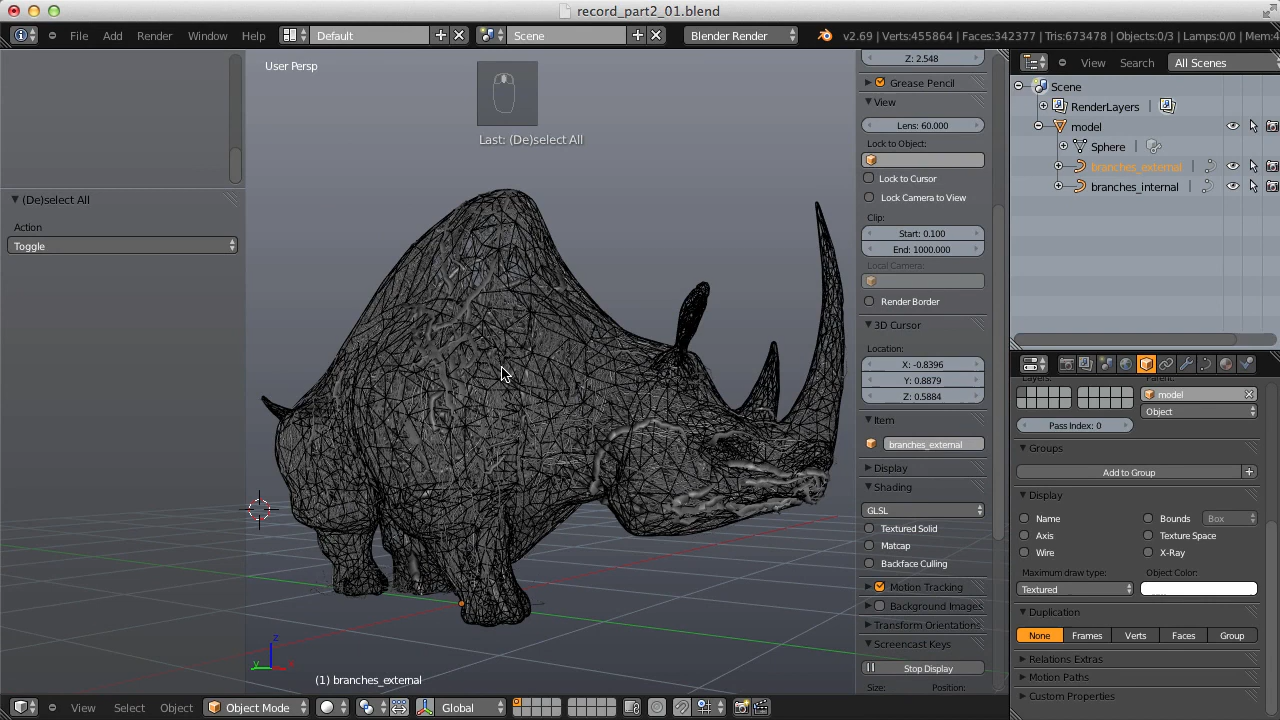 record_part2_01.blend
File Add Render Window Help Default Scene Blender Render v2.69 | Verts:455864 | Faces:342377 | Tris:673478 | Objects:0/3 | Lamps:0/0 | Mem:4
User Persp
Last: (De)select All
(De)select All
Action
Toggle
(1) branches_external
View Select Object Object Mode Global
Z: 2.548
Grease Pencil
View
Lens: 60.000
Lock to Object:
Lock to Cursor
Lock Camera to View
Clip:
Start: 0.100
End: 1000.000
Local Camera:
Render Border
3D Cursor
Location:
X: -0.8396
Y: 0.8879
Z: 0.5884
Item
branches_external
Display
Shading
GLSL
Textured Solid
Matcap
Backface Culling
Motion Tracking
Background Images
Transform Orientations
Screencast Keys
Stop Display
Size: Position:
View Search All Scenes
Scene
RenderLayers
model
Sphere
branches_external
branches_internal
Layers: Parent:
model
Object
Pass Index: 0
Groups
Add to Group
Display
Name Bounds Box
Axis Texture Space
Wire X-Ray
Maximum draw type: Object Color:
Textured
Duplication
None Frames Verts Faces Group
Relations Extras
Motion Paths
Custom Properties
z
y